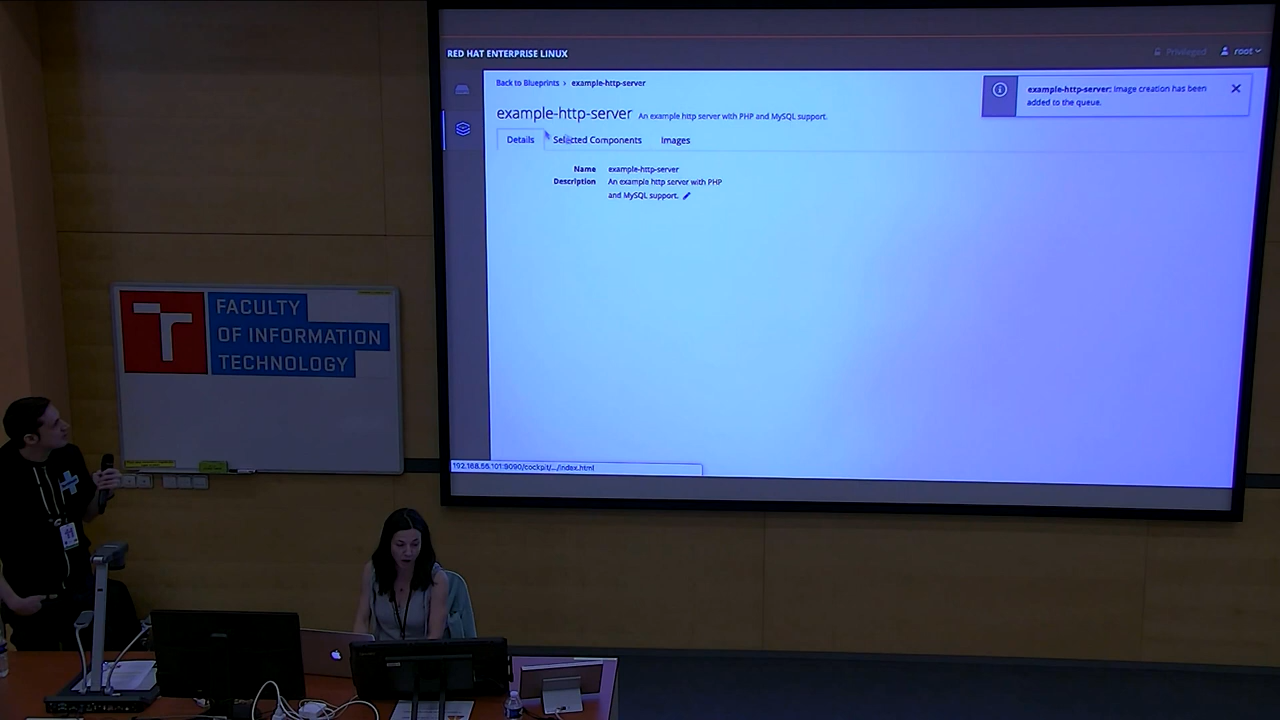 RED HAT ENTERPRISE LINUX
Privileged
root
Back to Blueprints > example-http-server
example-http-server: Image creation has been
added to the queue.
example-http-server An example http server with PHP and MySQL support.
Details Selected Components Images
Name example-http-server
Description An example http server with PHP
and MySQL support.
192.168.56.101:9090/cockpit/.../index.html
FACULTY
OF INFORMATION
TECHNOLOGY